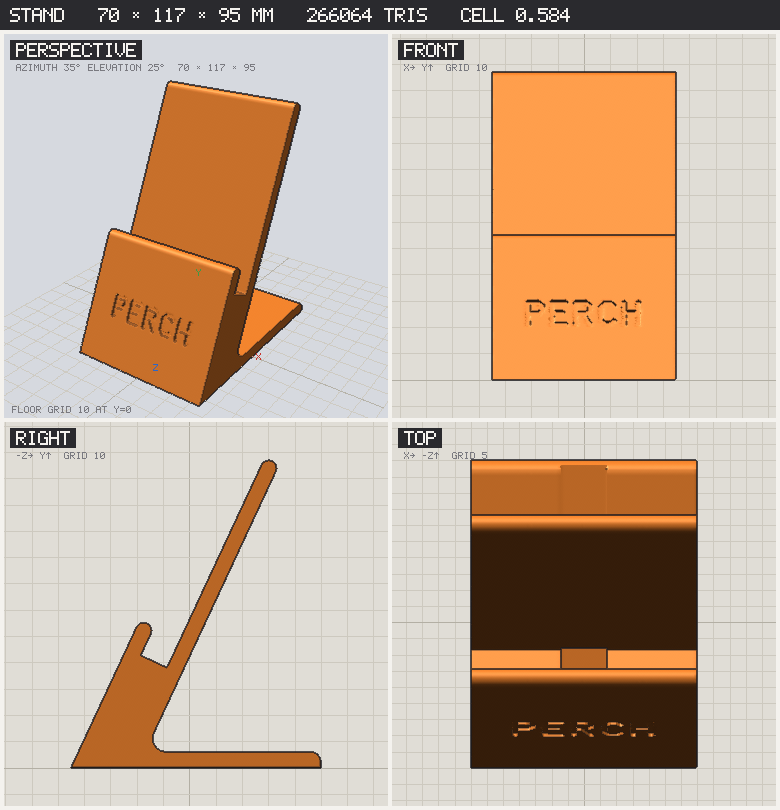 STAND 70 × 117 × 95 MM 266064 TRIS CELL 0.584
PERSPECTIVE
AZIMUTH 35° ELEVATION 25° 70 × 117 × 95
Y
PERCH
X
Z
FLOOR GRID 10 AT Y=0
FRONT
X→ Y↑ GRID 10
PERCH
RIGHT
-Z→ Y↑ GRID 10
TOP
X→ -Z↑ GRID 5
PERCH